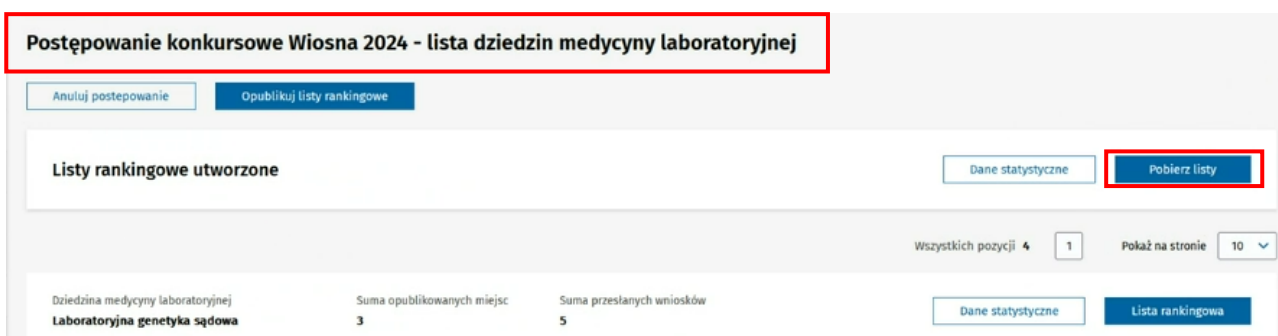 Postępowanie konkursowe Wiosna 2024 - lista dziedzin medycyny laboratoryjnej
Anuluj postepowanie Opublikuj listy rankingowe
Listy rankingowe utworzone Dane statystyczne Pobierz listy
Wszystkich pozycji 4 1 Pokaż na stronie 10
Dziedzina medycyny laboratoryjnej Suma opublikowanych miejsc Suma przesłanych wniosków
Laboratoryjna genetyka sądowa 3 5 Dane statystyczne Lista rankingowa